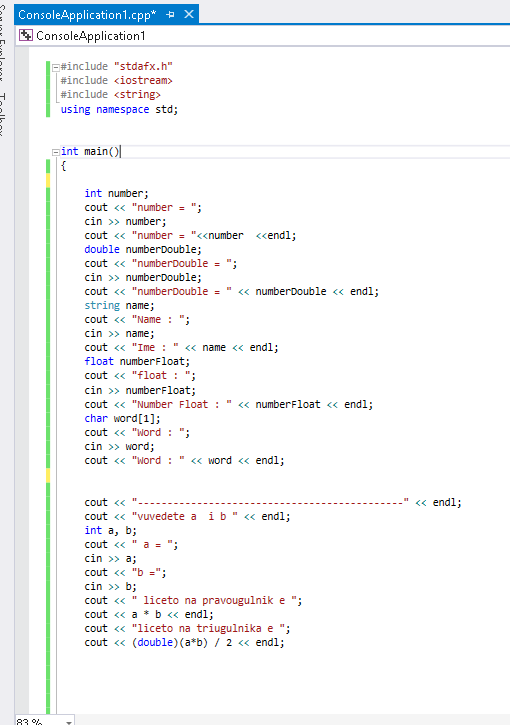 ConsoleApplication1.cpp*
ConsoleApplication1
Server Explorer Toolbox
#include "stdafx.h"
#include <iostream>
#include <string>
using namespace std;
int main()
{
int number;
cout << "number = ";
cin >> number;
cout << "number = "<<number  <<endl;
double numberDouble;
cout << "numberDouble = ";
cin >> numberDouble;
cout << "numberDouble = " << numberDouble << endl;
string name;
cout << "Name : ";
cin >> name;
cout << "Ime : " << name << endl;
float numberFloat;
cout << "float : ";
cin >> numberFloat;
cout << "Number Float : " << numberFloat << endl;
char word[1];
cout << "Word : ";
cin >> word;
cout << "Word : " << word << endl;
cout << "---------------------------------------------" << endl;
cout << "vuvedete a  i b " << endl;
int a, b;
cout << " a = ";
cin >> a;
cout << "b =";
cin >> b;
cout << " liceto na pravougulnik e ";
cout << a * b << endl;
cout << "liceto na triugulnika e ";
cout << (double)(a*b) / 2 << endl;
83 %